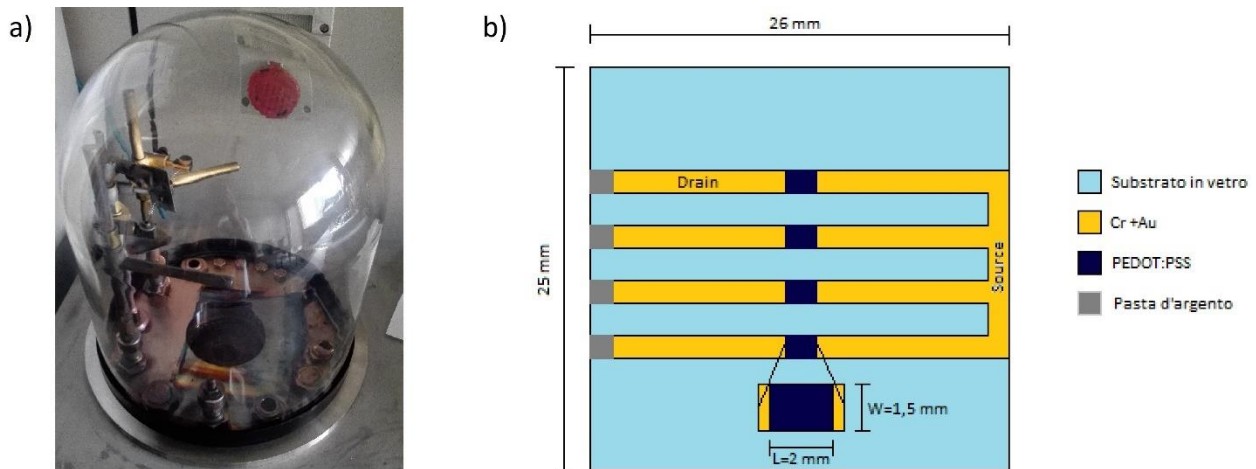 a)
b)
26 mm
25 mm
Drain
Source
W=1,5 mm
L=2 mm
Substrato in vetro
Cr +Au
PEDOT:PSS
Pasta d'argento